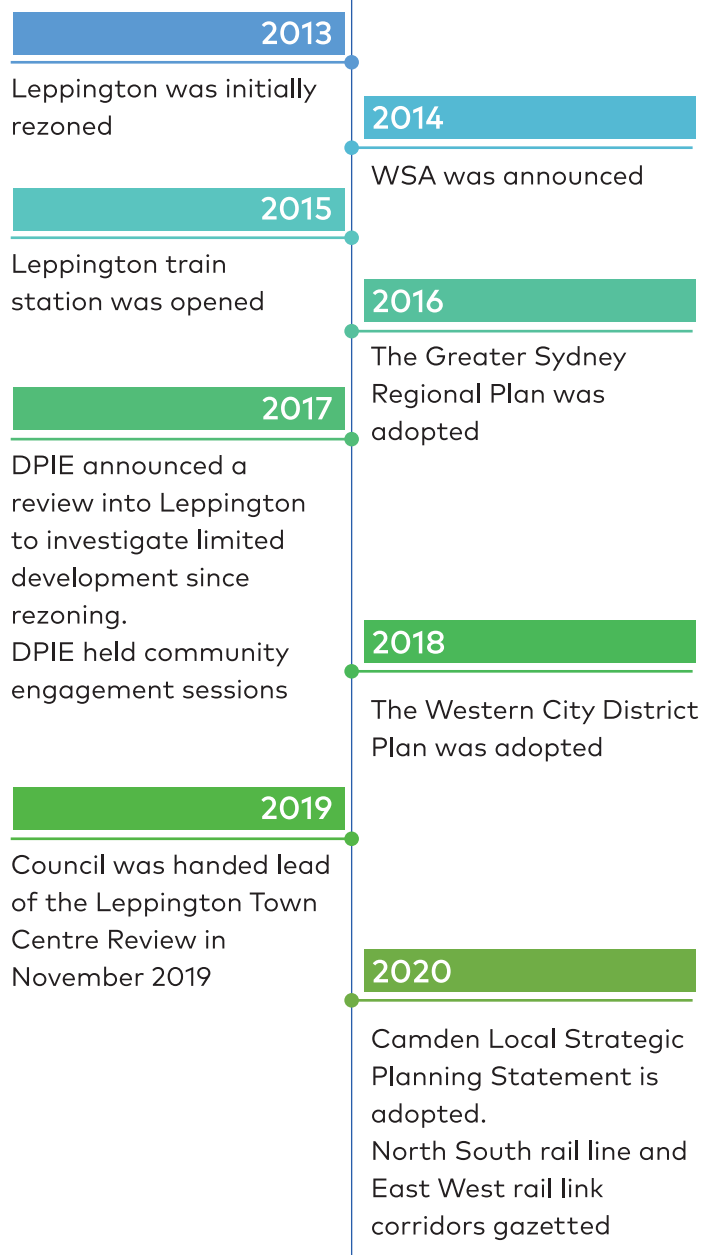 2013
Leppington was initially
rezoned
2014
WSA was announced
2015
Leppington train
station was opened
2016
The Greater Sydney
Regional Plan was
adopted
2017
DPIE announced a
review into Leppington
to investigate limited
development since
rezoning.
DPIE held community
engagement sessions
2018
The Western City District
Plan was adopted
2019
Council was handed lead
of the Leppington Town
Centre Review in
November 2019
2020
Camden Local Strategic
Planning Statement is
adopted.
North South rail line and
East West rail link
corridors gazetted